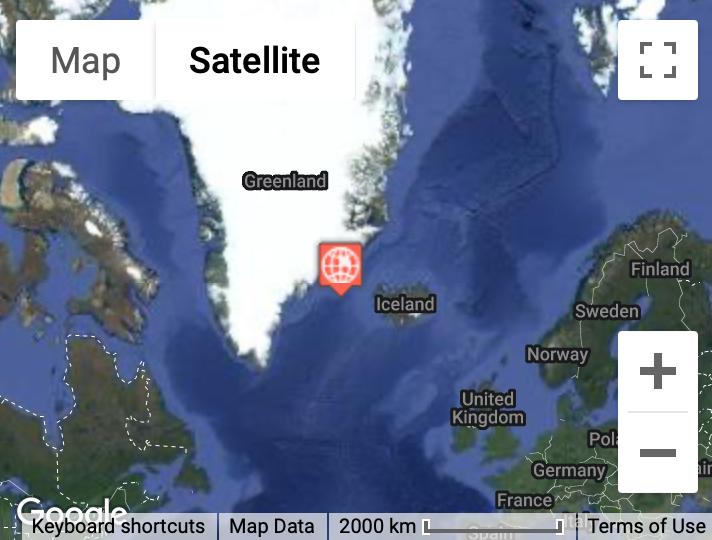 Map
Satellite
Greenland
Finland
Iceland
Sweden
Norway
United
Kingdom
Germany
France
Google
Keyboard shortcuts
Map Data
2000 km
Terms of Use